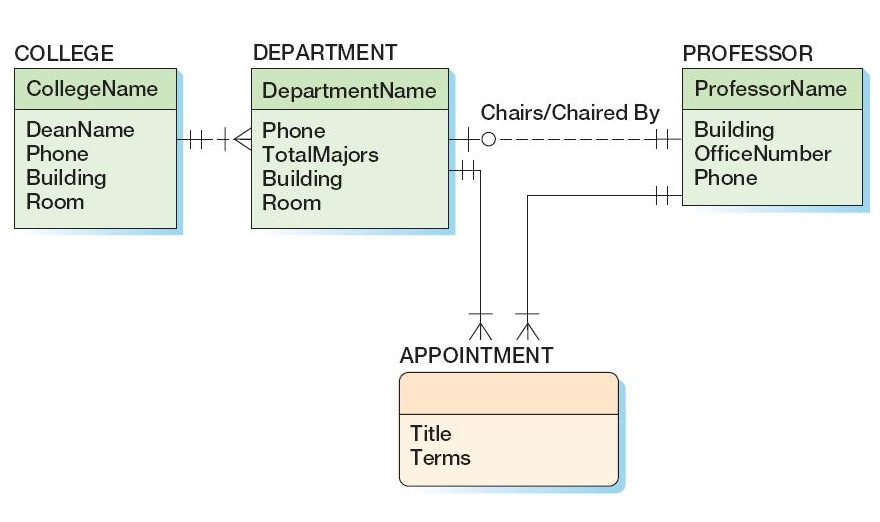 COLLEGE
CollegeName
DeanName
Phone
Building
Room
DEPARTMENT
DepartmentName
Phone
TotalMajors
Building
Room
Chairs/Chaired By
PROFESSOR
ProfessorName
Building
OfficeNumber
Phone
APPOINTMENT
Title
Terms